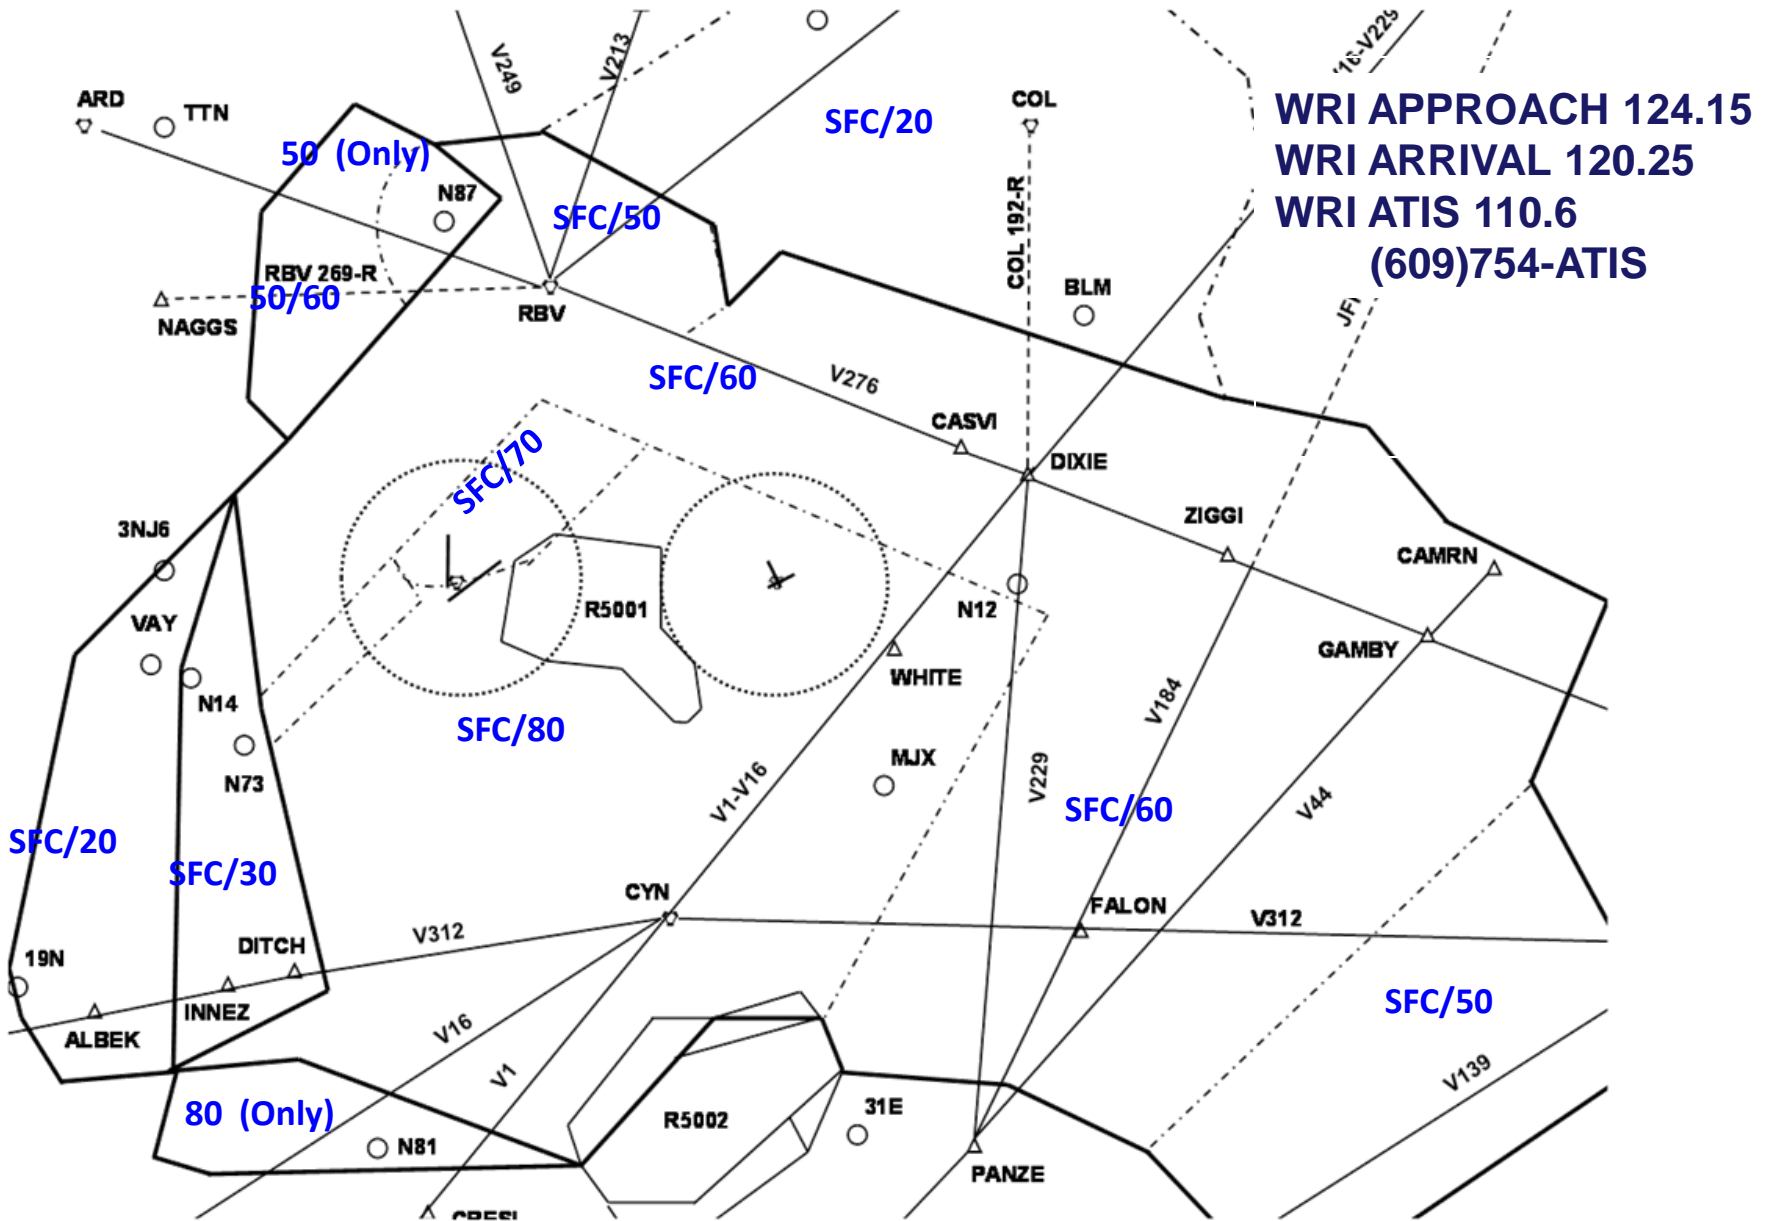 V249
V213
V16-V229
ARD
TTN
COL
SFC/20
WRI APPROACH 124.15
WRI ARRIVAL 120.25
WRI ATIS 110.6
(609)754-ATIS
50 (Only)
N87
SFC/50
COL 192-R
RBV 269-R
50/60
NAGGS
RBV
BLM
SFC/60
V276
CASVI
DIXIE
SFC/70
ZIGGI
3NJ6
CAMRN
R5001
N12
VAY
GAMBY
WHITE
N14
V184
SFC/80
N73
MJX
V1-V16
V229
SFC/60
V44
SFC/20
SFC/30
CYN
FALON
V312
V312
DITCH
19N
INNEZ
SFC/50
ALBEK
V16
V1
V139
80 (Only)
R5002
31E
N81
PANZE